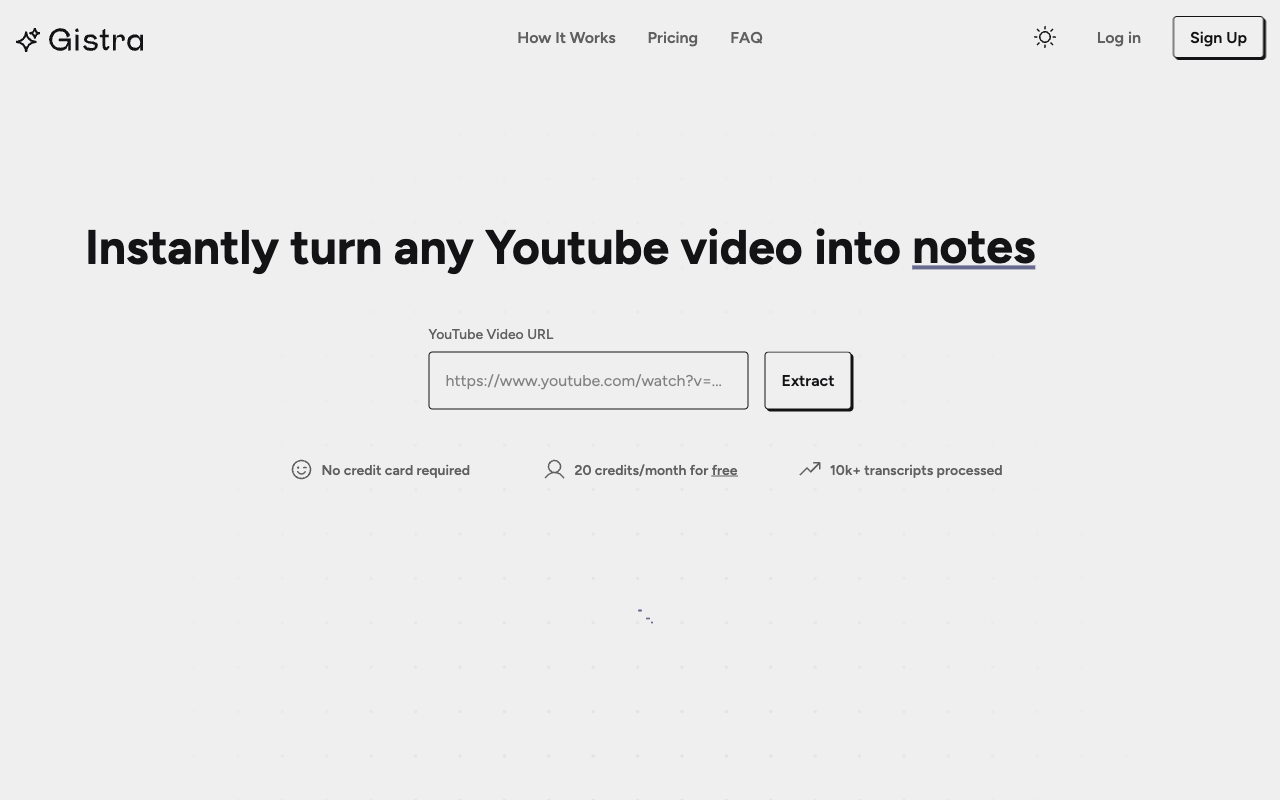 Gistra
How It Works
Pricing
FAQ
Log in
Sign Up
Instantly turn any Youtube video into notes
YouTube Video URL
https://www.youtube.com/watch?v=...
Extract
No credit card required
20 credits/month for free
10k+ transcripts processed